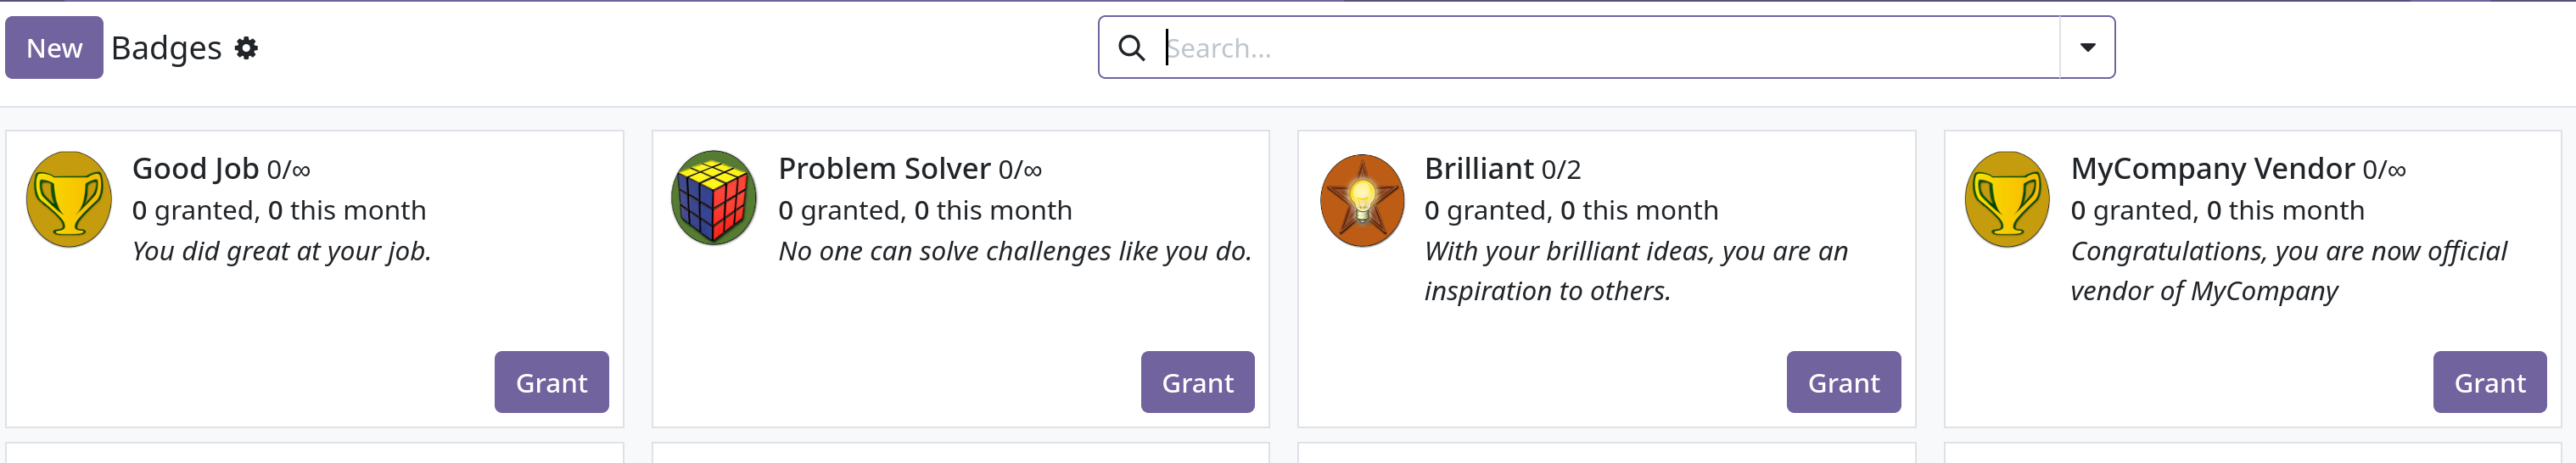 New Badges
Search...
Good Job 0/∞
0 granted, 0 this month
You did great at your job.
Grant
Problem Solver 0/∞
0 granted, 0 this month
No one can solve challenges like you do.
Grant
Brilliant 0/2
0 granted, 0 this month
With your brilliant ideas, you are an
inspiration to others.
Grant
MyCompany Vendor 0/∞
0 granted, 0 this month
Congratulations, you are now official
vendor of MyCompany
Grant